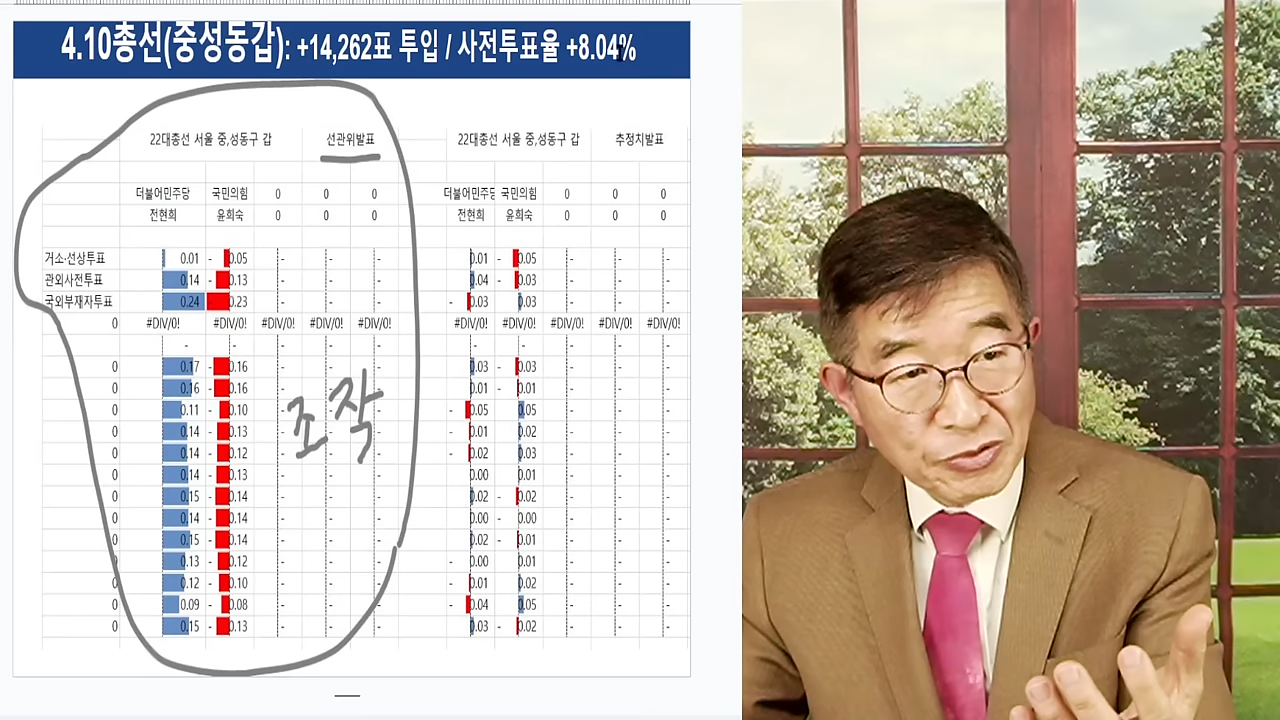 4.10총선(중성동갑): +14,262표 투입 / 사전투표율 +8.04%
22대총선 서울 중,성동구 갑 선관위발표 22대총선 서울 중,성동구 갑 추정치발표
더불어민주당 국민의힘 0 0 0 더불어민주당 국민의힘 0 0 0
전현희 윤희숙 0 0 0 전현희 윤희숙 0 0 0
거소·선상투표 0.01 - 0.05 - - - 0.01 - 0.05 - - -
관외사전투표 0.14 - 0.13 - - - 0.04 - 0.03 - - -
국외부재자투표 0.24 - 0.23 - - - - 0.03 0.03 - - -
0 #DIV/0! #DIV/0! #DIV/0! #DIV/0! #DIV/0! #DIV/0! #DIV/0! #DIV/0! #DIV/0! #DIV/0!
- - - - - - - - - -
0 0.17 - 0.16 - - - 0.03 - 0.03 - - -
0 0.16 - 0.16 - - - 0.01 - 0.01 - - -
0 0.11 - 0.10 - - - - 0.05 0.05 - - -
0 0.14 - 0.13 - - - - 0.01 0.02 - - -
0 0.14 - 0.12 - - - - 0.02 0.03 - - -
0 0.14 - 0.13 - - - 0.00 0.01 - - -
0 0.15 - 0.14 - - - 0.02 - 0.02 - - -
0 0.14 - 0.14 - - - 0.00 - 0.00 - - -
0 0.15 - 0.14 - - - 0.02 - 0.01 - - -
0 0.13 - 0.12 - - - 0.00 0.01 - - -
0 0.12 - 0.10 - - - - 0.01 0.02 - - -
0 0.09 - 0.08 - - - - 0.04 0.05 - - -
0 0.15 - 0.13 - - - 0.03 - 0.02 - - -
조작